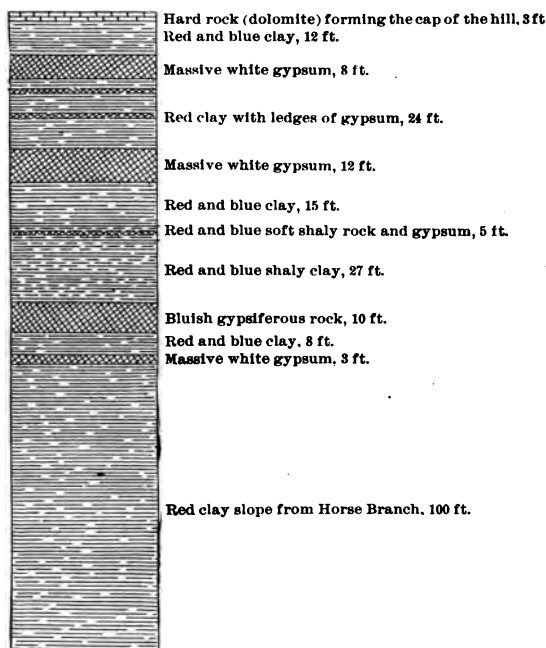 Hard rock (dolomite) forming the cap of the hill, 3 ft
Red and blue clay, 12 ft.
Massive white gypsum, 8 ft.
Red clay with ledges of gypsum, 24 ft.
Massive white gypsum, 12 ft.
Red and blue clay, 15 ft.
Red and blue soft shaly rock and gypsum, 5 ft.
Red and blue shaly clay, 27 ft.
Bluish gypsiferous rock, 10 ft.
Red and blue clay, 8 ft.
Massive white gypsum, 3 ft.
Red clay slope from Horse Branch, 100 ft.